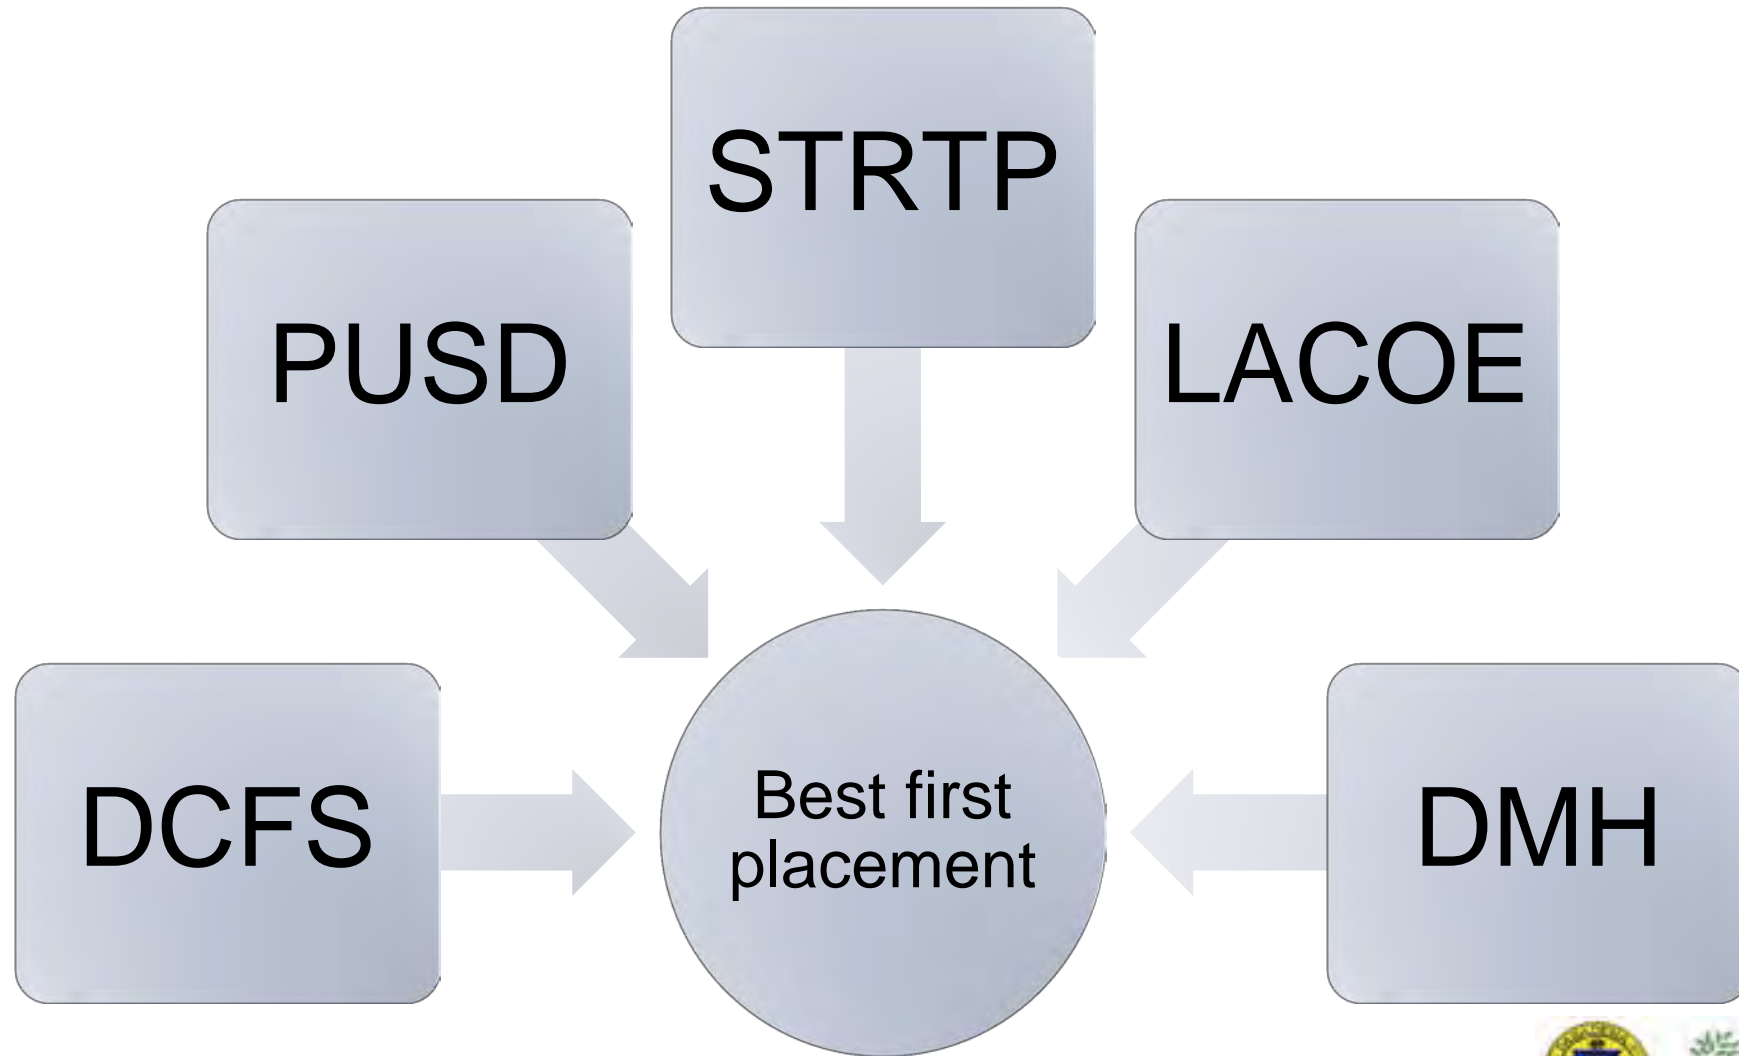 STRTP
PUSD
LACOE
DCFS
Best first
placement
DMH